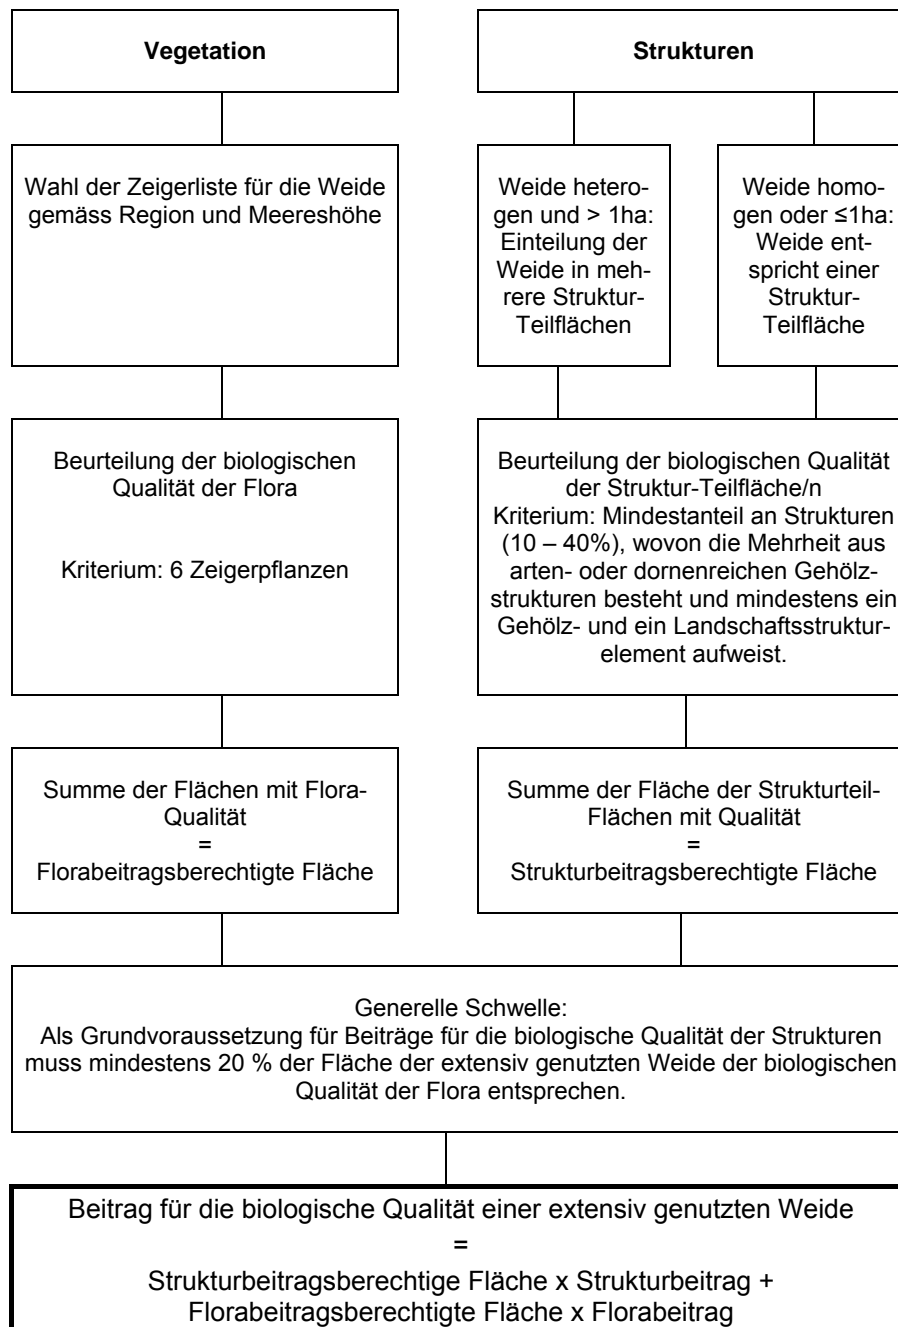 Vegetation
Strukturen
Wahl der Zeigerliste für die Weide
gemäss Region und Meereshöhe
Weide hetero-
gen und > 1ha:
Einteilung der
Weide in meh-
rere Struktur-
Teilflächen
Weide homo-
gen oder ≤1ha:
Weide ent-
spricht einer
Struktur-
Teilfläche
Beurteilung der biologischen
Qualität der Flora
Kriterium: 6 Zeigerpflanzen
Beurteilung der biologischen Qualität
der Struktur-Teilfläche/n
Kriterium: Mindestanteil an Strukturen
(10 – 40%), wovon die Mehrheit aus
arten- oder dornenreichen Gehölz-
strukturen besteht und mindestens ein
Gehölz- und ein Landschaftsstruktur-
element aufweist.
Summe der Flächen mit Flora-
Qualität
=
Florabeitragsberechtigte Fläche
Summe der Fläche der Strukturteil-
Flächen mit Qualität
=
Strukturbeitragsberechtigte Fläche
Generelle Schwelle:
Als Grundvoraussetzung für Beiträge für die biologische Qualität der Strukturen
muss mindestens 20 % der Fläche der extensiv genutzten Weide der biologischen
Qualität der Flora entsprechen.
Beitrag für die biologische Qualität einer extensiv genutzten Weide
=
Strukturbeitragsberechtige Fläche x Strukturbeitrag +
Florabeitragsberechtigte Fläche x Florabeitrag